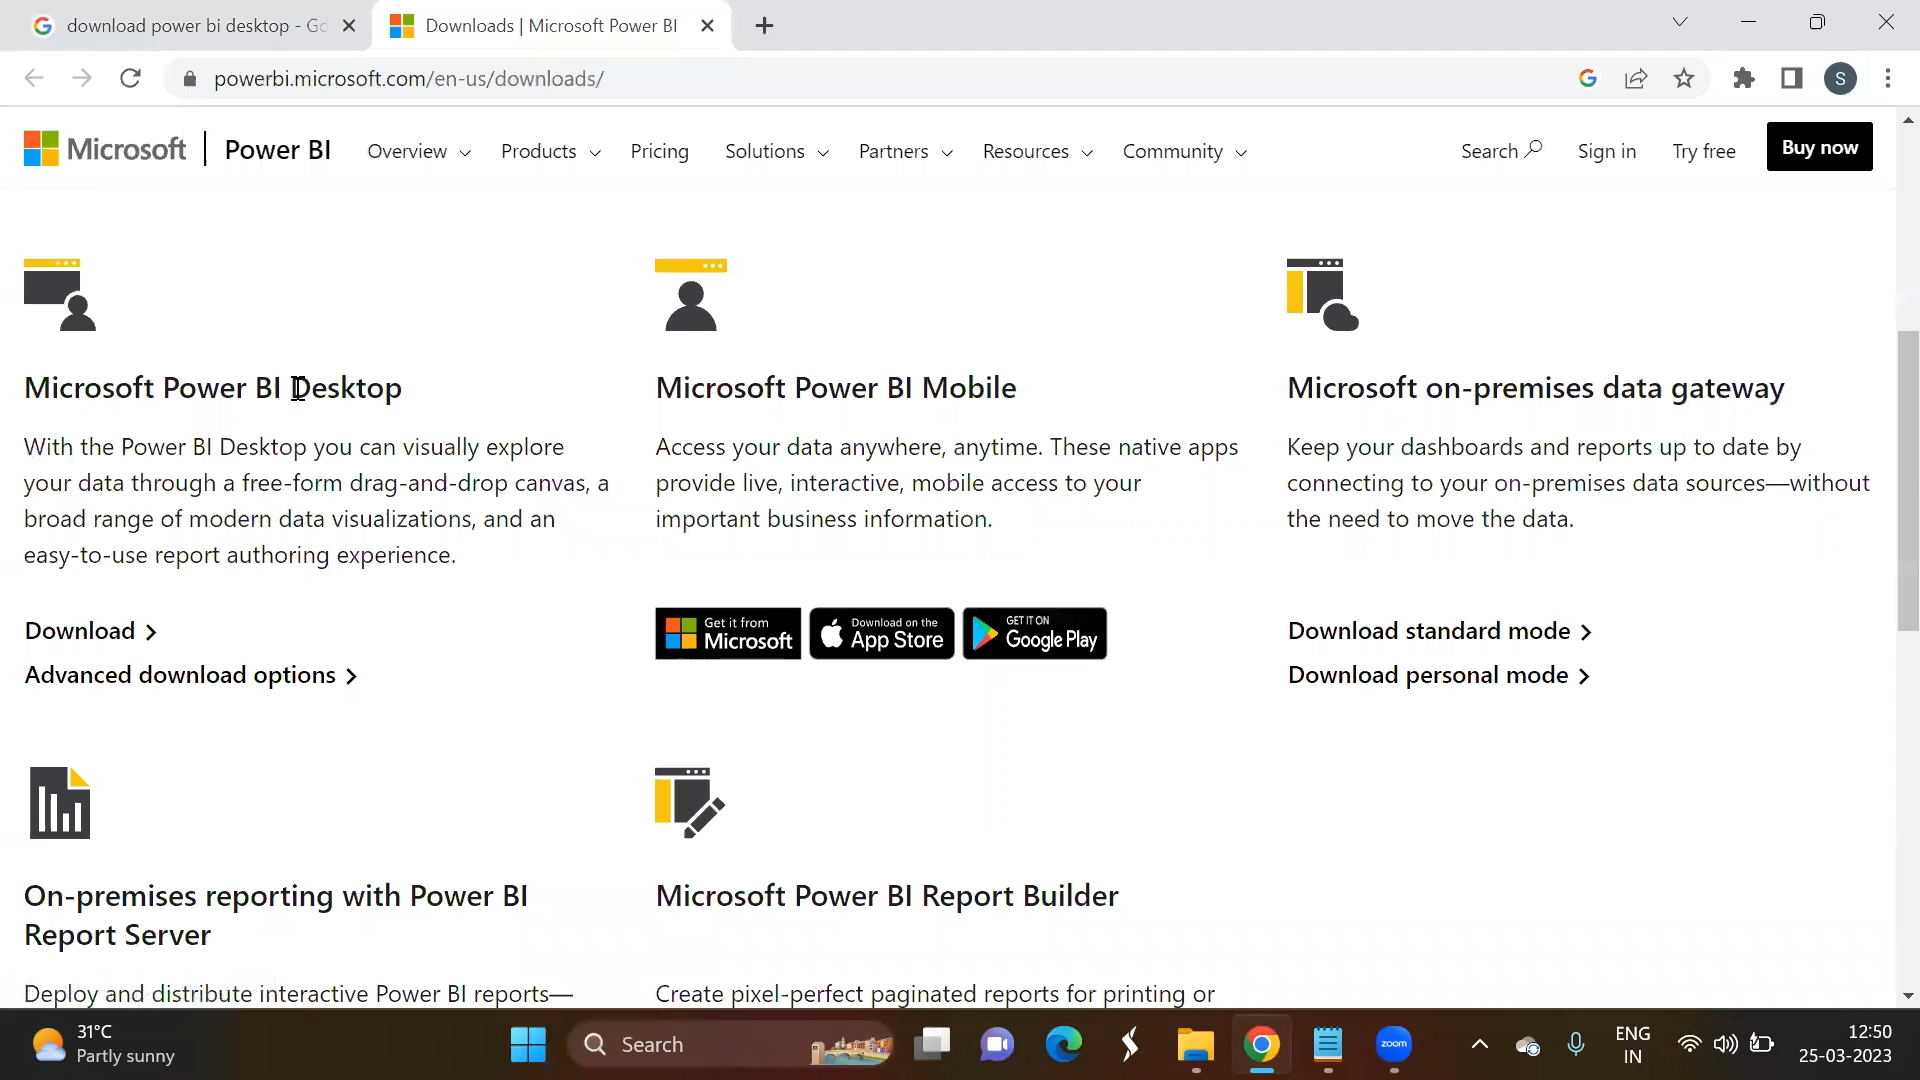 download power bi desktop - Go
Downloads | Microsoft Power BI
powerbi.microsoft.com/en-us/downloads/
S
Microsoft
Power BI
Overview
Products
Pricing
Solutions
Partners
Resources
Community
Search
Sign in
Try free
Buy now
Microsoft Power BI Desktop
With the Power BI Desktop you can visually explore
your data through a free-form drag-and-drop canvas, a
broad range of modern data visualizations, and an
easy-to-use report authoring experience.
Download
Advanced download options
Microsoft Power BI Mobile
Access your data anywhere, anytime. These native apps
provide live, interactive, mobile access to your
important business information.
Get it from
Microsoft
Download on the
App Store
GET IT ON
Google Play
Microsoft on-premises data gateway
Keep your dashboards and reports up to date by
connecting to your on-premises data sources—without
the need to move the data.
Download standard mode
Download personal mode
On-premises reporting with Power BI
Report Server
Deploy and distribute interactive Power BI reports—
Microsoft Power BI Report Builder
Create pixel-perfect paginated reports for printing or
31°C
Partly sunny
Search
zoom
ENG
IN
12:50
25-03-2023